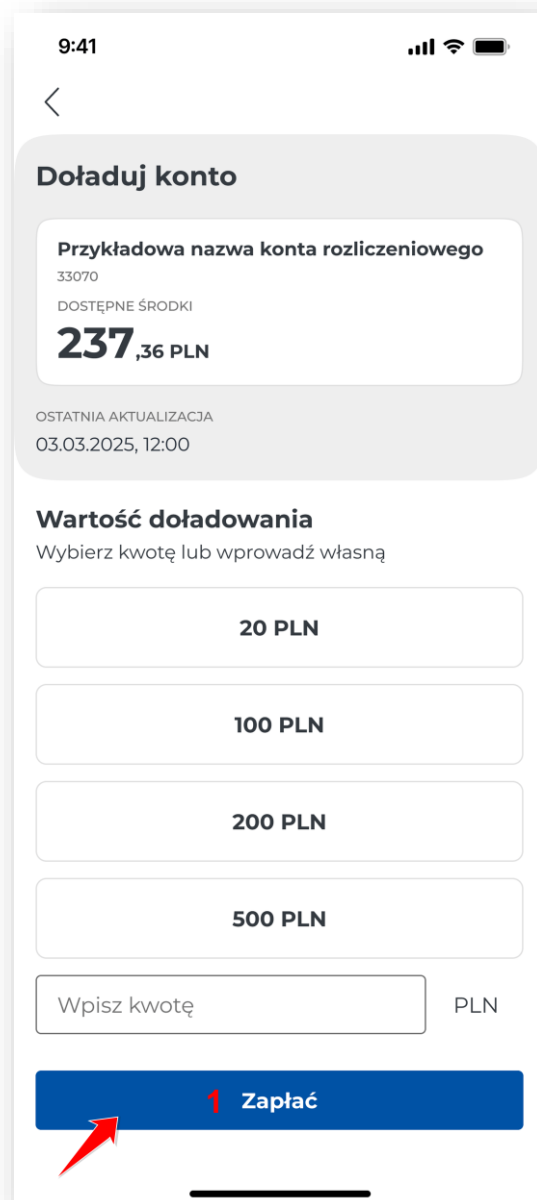 9:41
Doładuj konto
Przykładowa nazwa konta rozliczeniowego
33070
DOSTĘPNE ŚRODKI
237,36 PLN
OSTATNIA AKTUALIZACJA
03.03.2025, 12:00
Wartość doładowania
Wybierz kwotę lub wprowadź własną
20 PLN
100 PLN
200 PLN
500 PLN
Wpisz kwotę PLN
1 Zapłać